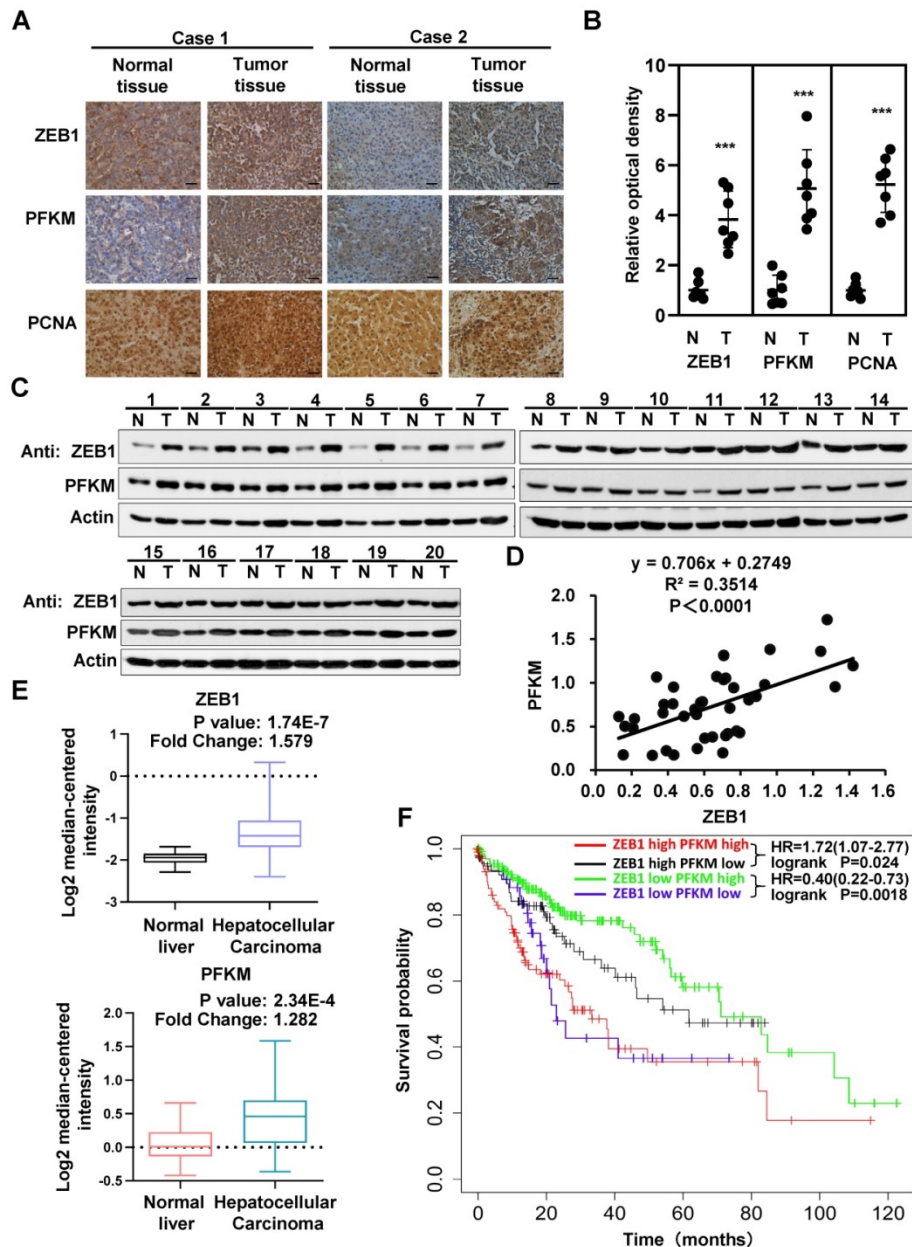 A
Case 1
Case 2
Normal tissue
Tumor tissue
Normal tissue
Tumor tissue
ZEB1
PFKM
PCNA
B
Relative optical density
10
8
6
4
2
0
***
***
***
N T N T N T
ZEB1 PFKM PCNA
C
1 2 3 4 5 6 7
N T N T N T N T N T N T N T
8 9 10 11 12 13 14
N T N T N T N T N T N T N T
Anti: ZEB1
PFKM
Actin
15 16 17 18 19 20
N T N T N T N T N T N T
Anti: ZEB1
PFKM
Actin
D
y = 0.706x + 0.2749
R² = 0.3514
P<0.0001
PFKM
2.0
1.5
1.0
0.5
0.0
0.0 0.2 0.4 0.6 0.8 1.0 1.2 1.4 1.6
ZEB1
E
ZEB1
P value: 1.74E-7
Fold Change: 1.579
Log2 median-centered
intensity
1
0
-1
-2
-3
Normal liver
Hepatocellular Carcinoma
PFKM
P value: 2.34E-4
Fold Change: 1.282
Log2 median-centered
intensity
2.0
1.5
1.0
0.5
0.0
-0.5
Normal liver
Hepatocellular Carcinoma
F
ZEB1 high PFKM high
ZEB1 high PFKM low
ZEB1 low PFKM high
ZEB1 low PFKM low
HR=1.72(1.07-2.77)
logrank P=0.024
HR=0.40(0.22-0.73)
logrank P=0.0018
Survival probability
1.0
0.8
0.6
0.4
0.2
0.0
0 20 40 60 80 100 120
Time (months)